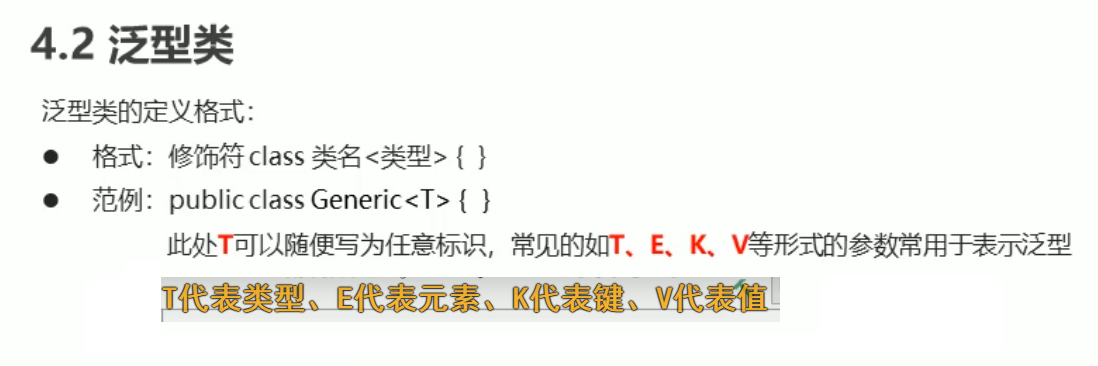 4.2 泛型类
泛型类的定义格式：
● 格式：修饰符 class 类名<类型> { }
● 范例：public class Generic<T> { }
此处T可以随便写为任意标识，常见的如T、E、K、V等形式的参数常用于表示泛型
T代表类型、E代表元素、K代表键、V代表值